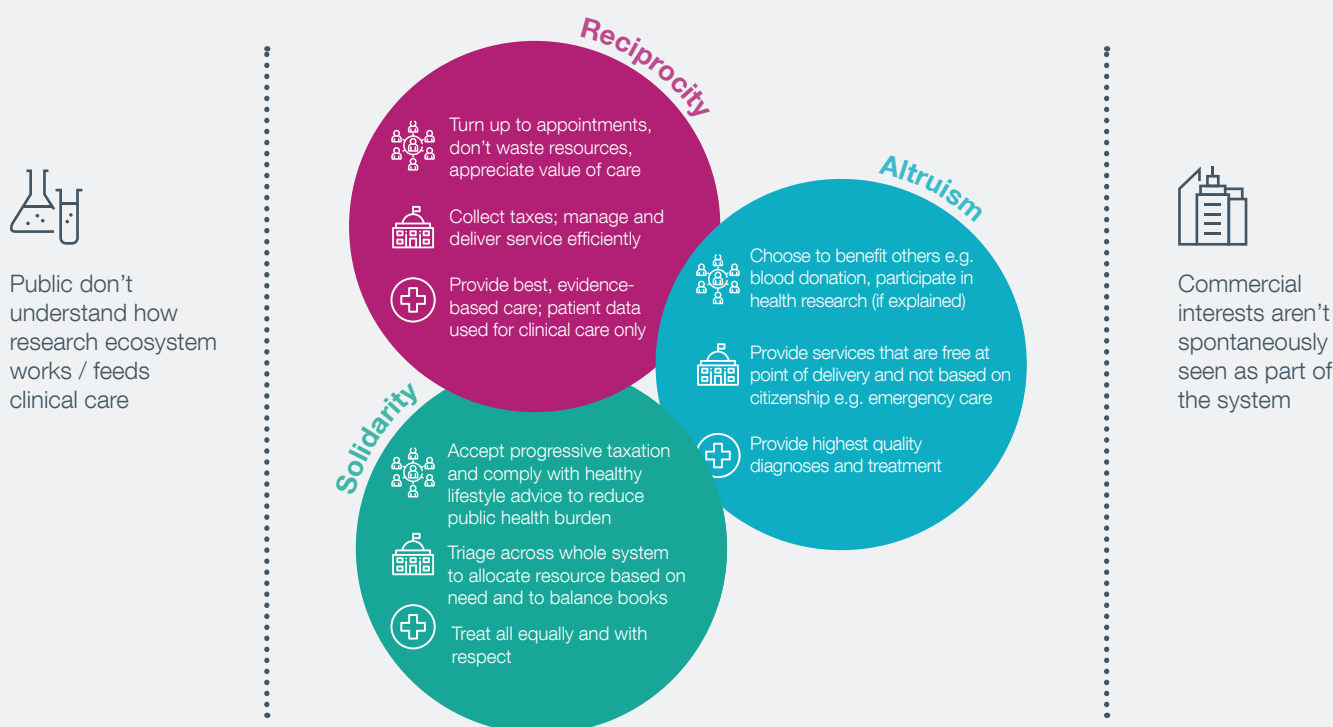 Public don’t
understand how
research ecosystem
works / feeds
clinical care
Reciprocity
Turn up to appointments,
don’t waste resources,
appreciate value of care
Collect taxes; manage and
deliver service efficiently
Provide best, evidence-
based care; patient data
used for clinical care only
Altruism
Choose to benefit others e.g.
blood donation, participate in
health research (if explained)
Provide services that are free at
point of delivery and not based on
citizenship e.g. emergency care
Provide highest quality
diagnoses and treatment
Solidarity
Accept progressive taxation
and comply with healthy
lifestyle advice to reduce
public health burden
Triage across whole system
to allocate resource based on
need and to balance books
Treat all equally and with
respect
Commercial
interests aren’t
spontaneously
seen as part of
the system